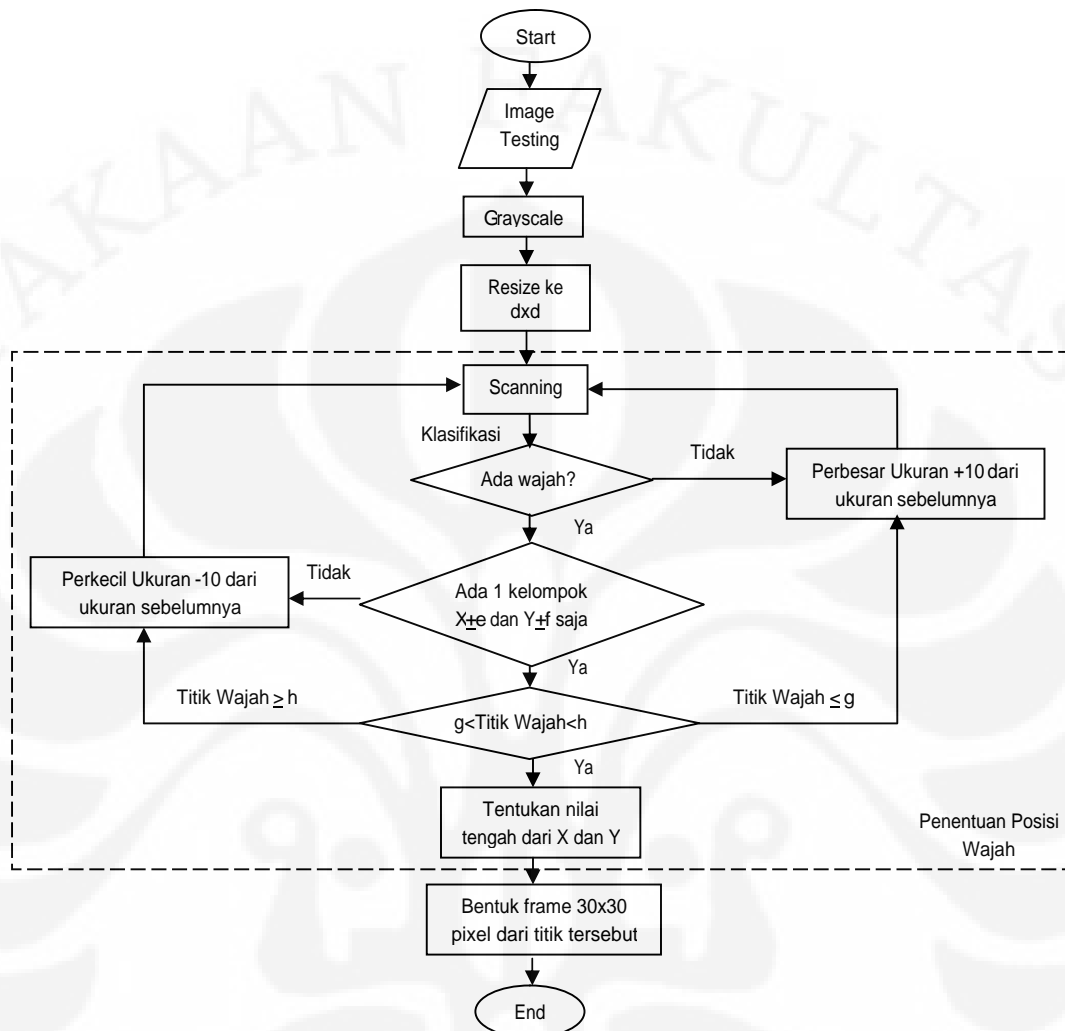 Start
Image
Testing
Grayscale
Resize ke
dxd
Scanning
Klasifikasi
Ada wajah?
Tidak
Perbesar Ukuran +10 dari
ukuran sebelumnya
Ya
Perkecil Ukuran -10 dari
ukuran sebelumnya
Tidak
Ada 1 kelompok
X±e dan Y±f saja
Ya
Titik Wajah ≥ h
g<Titik Wajah<h
Titik Wajah ≤ g
Ya
Tentukan nilai
tengah dari X dan Y
Penentuan Posisi
Wajah
Bentuk frame 30x30
pixel dari titik tersebut
End
AKAAN FAKULTAS